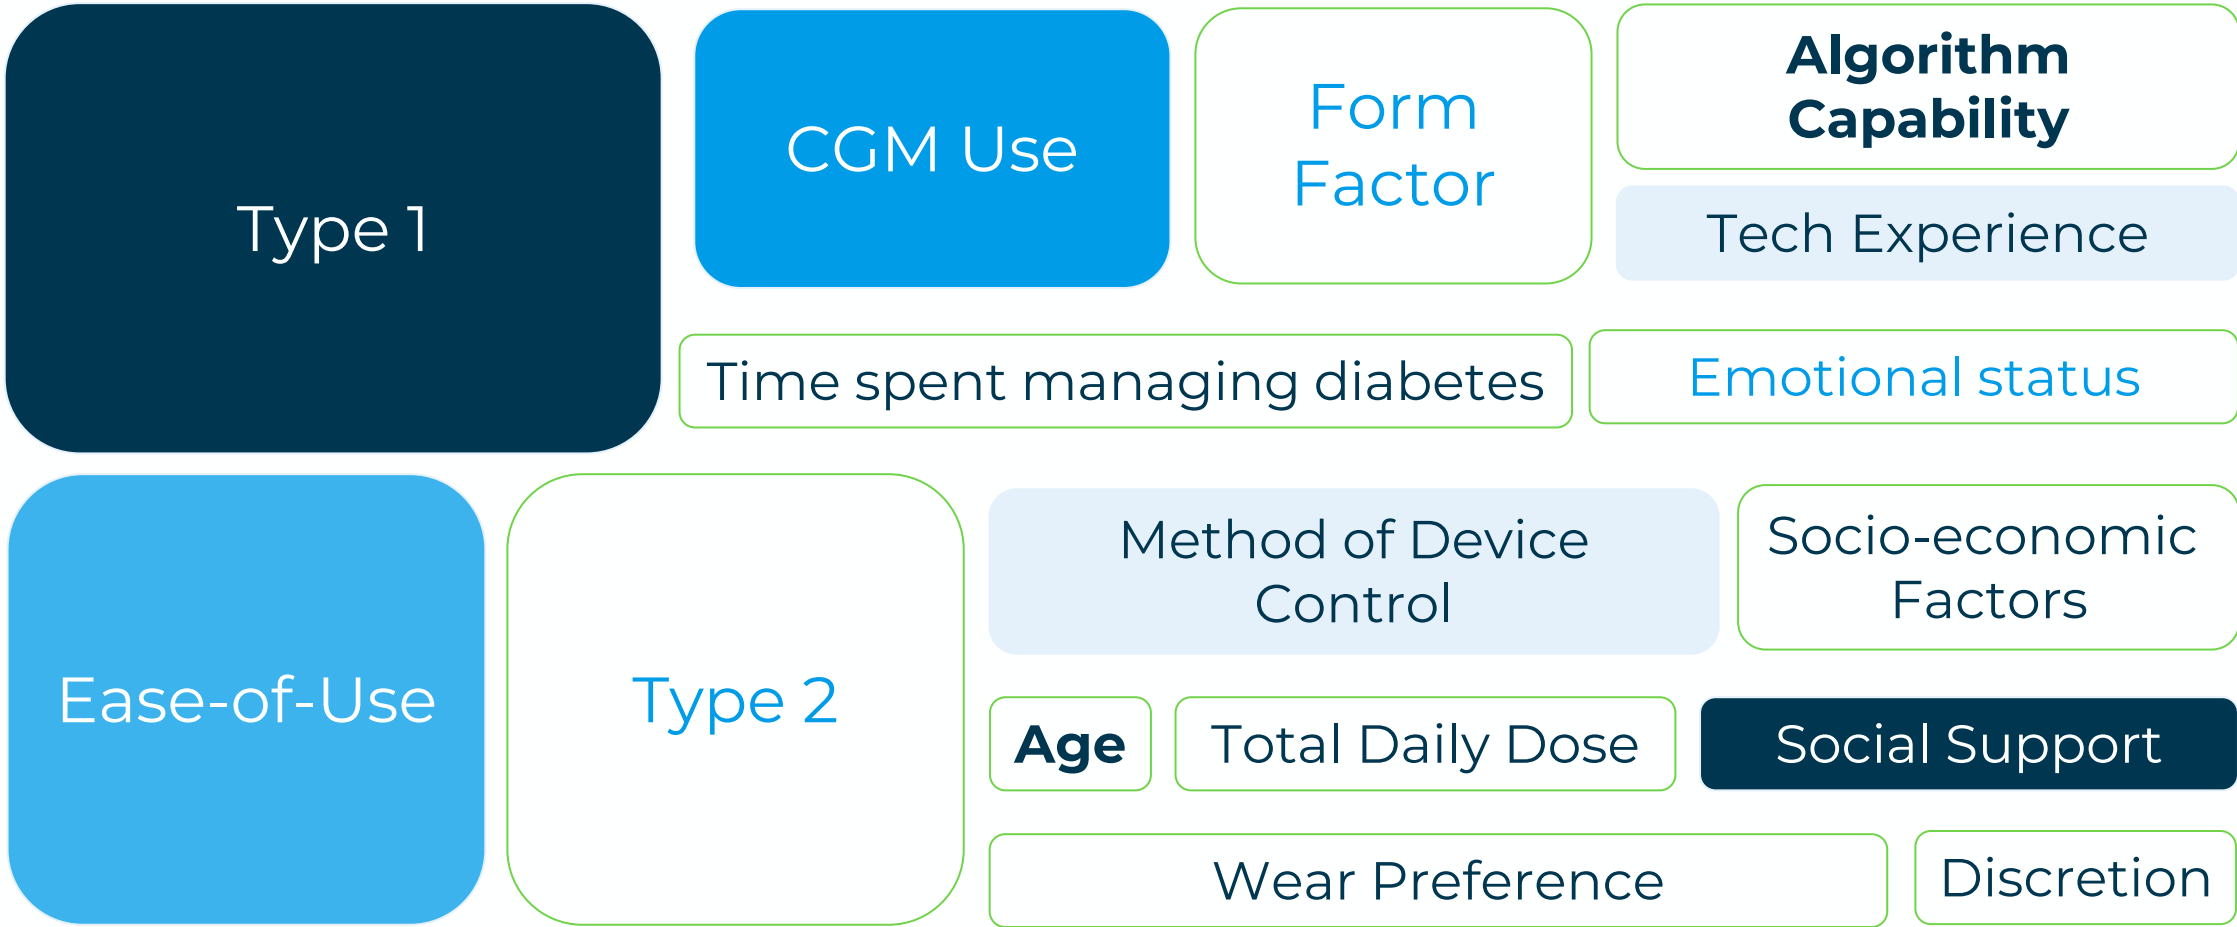 Type 1
CGM Use
Form
Factor
Algorithm
Capability
Tech Experience
Time spent managing diabetes
Emotional status
Ease-of-Use
Type 2
Method of Device
Control
Socio-economic
Factors
Age
Total Daily Dose
Social Support
Wear Preference
Discretion